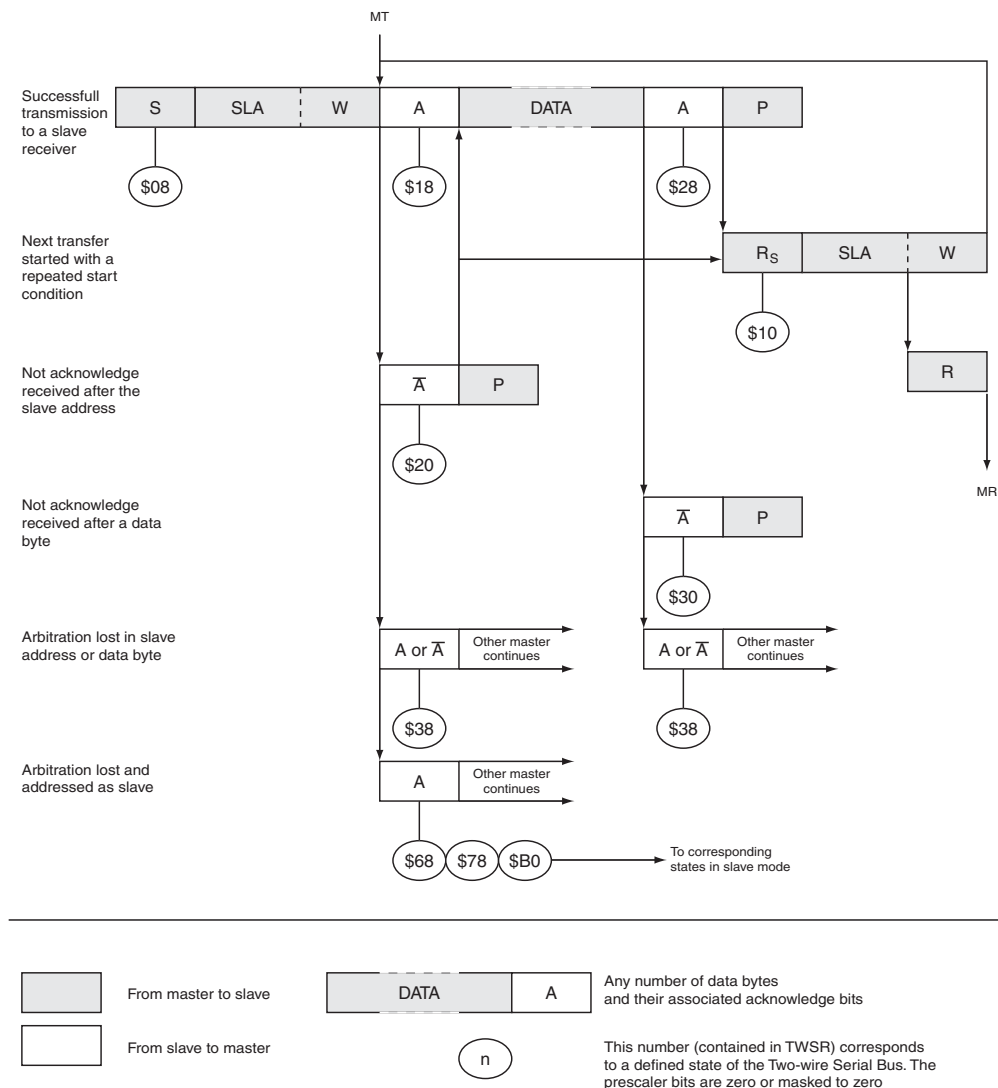 MT
Successfull
transmission
to a slave
receiver
S SLA W A DATA A P
$08 $18 $28
Next transfer
started with a
repeated start
condition
RS SLA W
$10
Not acknowledge
received after the
slave address
A̅ P
R
$20
MR
Not acknowledge
received after a data
byte
A̅ P
$30
Arbitration lost in slave
address or data byte
A or A̅
Other master
continues
A or A̅
Other master
continues
$38 $38
Arbitration lost and
addressed as slave
A
Other master
continues
$68 $78 $B0
To corresponding
states in slave mode
From master to slave
DATA A
Any number of data bytes
and their associated acknowledge bits
From slave to master
n
This number (contained in TWSR) corresponds
to a defined state of the Two-wire Serial Bus. The
prescaler bits are zero or masked to zero